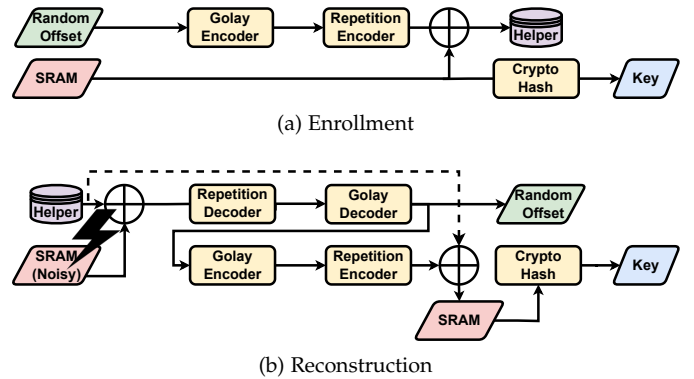 Random
Offset
Golay
Encoder
Repetition
Encoder
Helper
SRAM
Crypto
Hash
Key
(a) Enrollment
Helper
Repetition
Decoder
Golay
Decoder
Random
Offset
SRAM
(Noisy)
Golay
Encoder
Repetition
Encoder
Crypto
Hash
Key
SRAM
(b) Reconstruction